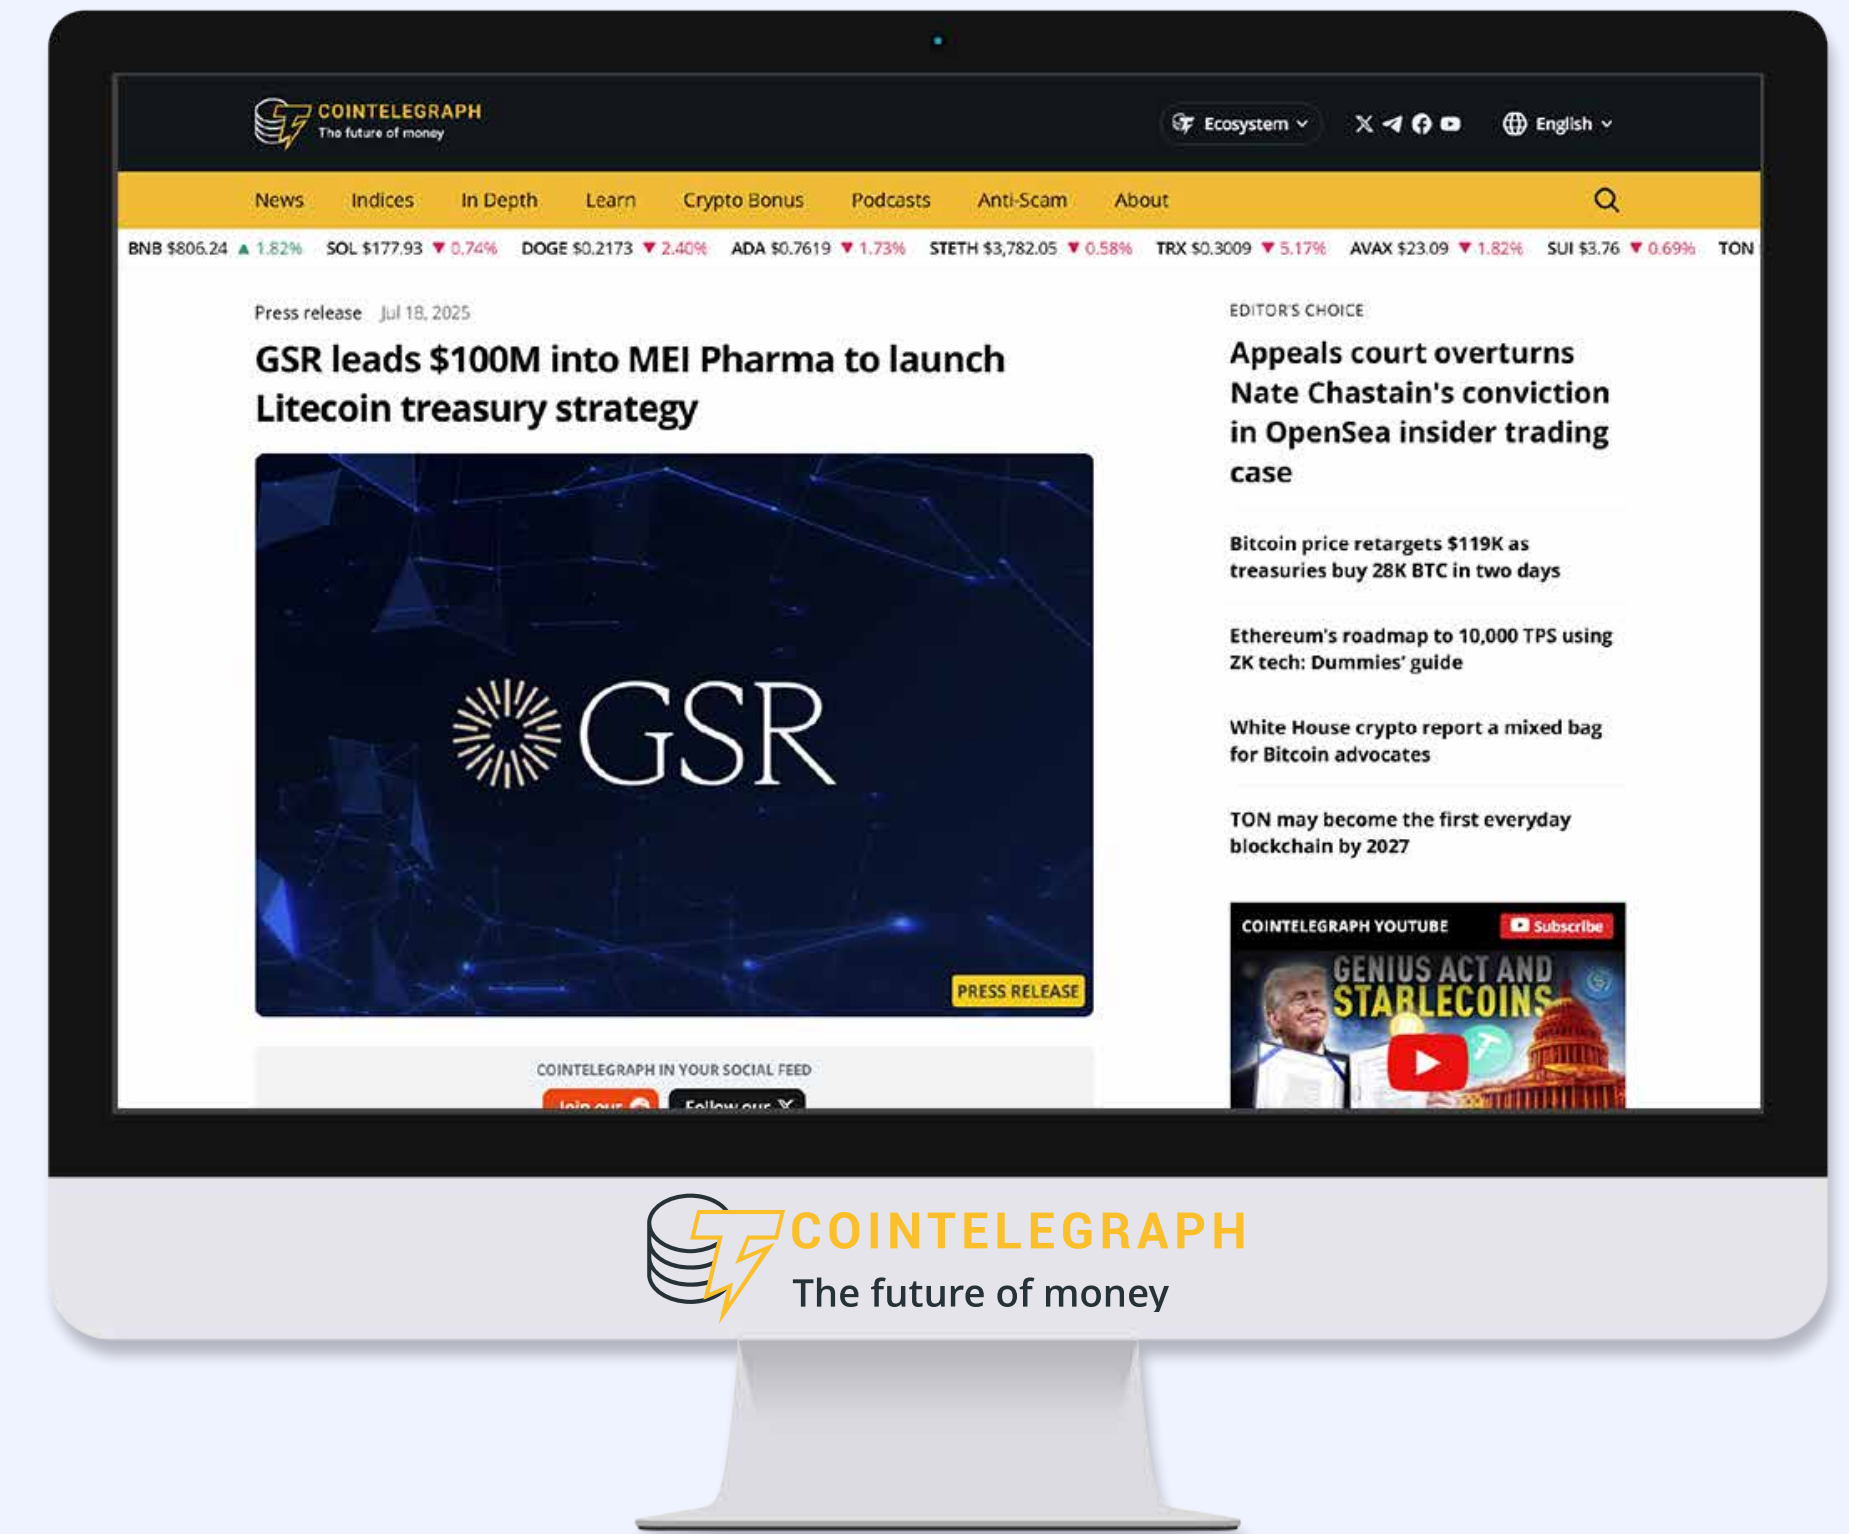 COINTELEGRAPH
The future of money
Ecosystem
English
News Indices In Depth Learn Crypto Bonus Podcasts Anti-Scam About
BNB $806.24 ▲ 1.82% SOL $177.93 ▼ 0.74% DOGE $0.2173 ▼ 2.40% ADA $0.7619 ▼ 1.73% STETH $3,782.05 ▼ 0.58% TRX $0.3009 ▼ 5.17% AVAX $23.09 ▼ 1.82% SUI $3.76 ▼ 0.69% TON
Press release Jul 18, 2025
GSR leads $100M into MEI Pharma to launch
Litecoin treasury strategy
GSR
PRESS RELEASE
COINTELEGRAPH IN YOUR SOCIAL FEED
Join our
Follow our X
EDITOR'S CHOICE
Appeals court overturns
Nate Chastain's conviction
in OpenSea insider trading
case
Bitcoin price retargets $119K as
treasuries buy 28K BTC in two days
Ethereum's roadmap to 10,000 TPS using
ZK tech: Dummies' guide
White House crypto report a mixed bag
for Bitcoin advocates
TON may become the first everyday
blockchain by 2027
COINTELEGRAPH YOUTUBE
Subscribe
GENIUS ACT AND
STABLECOINS
COINTELEGRAPH
The future of money